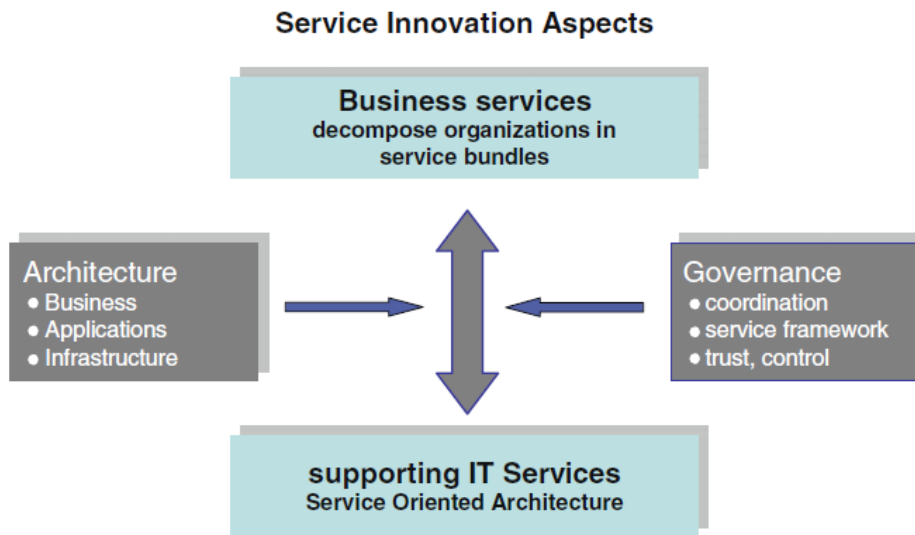 Service Innovation Aspects
Business services
decompose organizations in
service bundles
Architecture
● Business
● Applications
● Infrastructure
Governance
● coordination
● service framework
● trust, control
supporting IT Services
Service Oriented Architecture